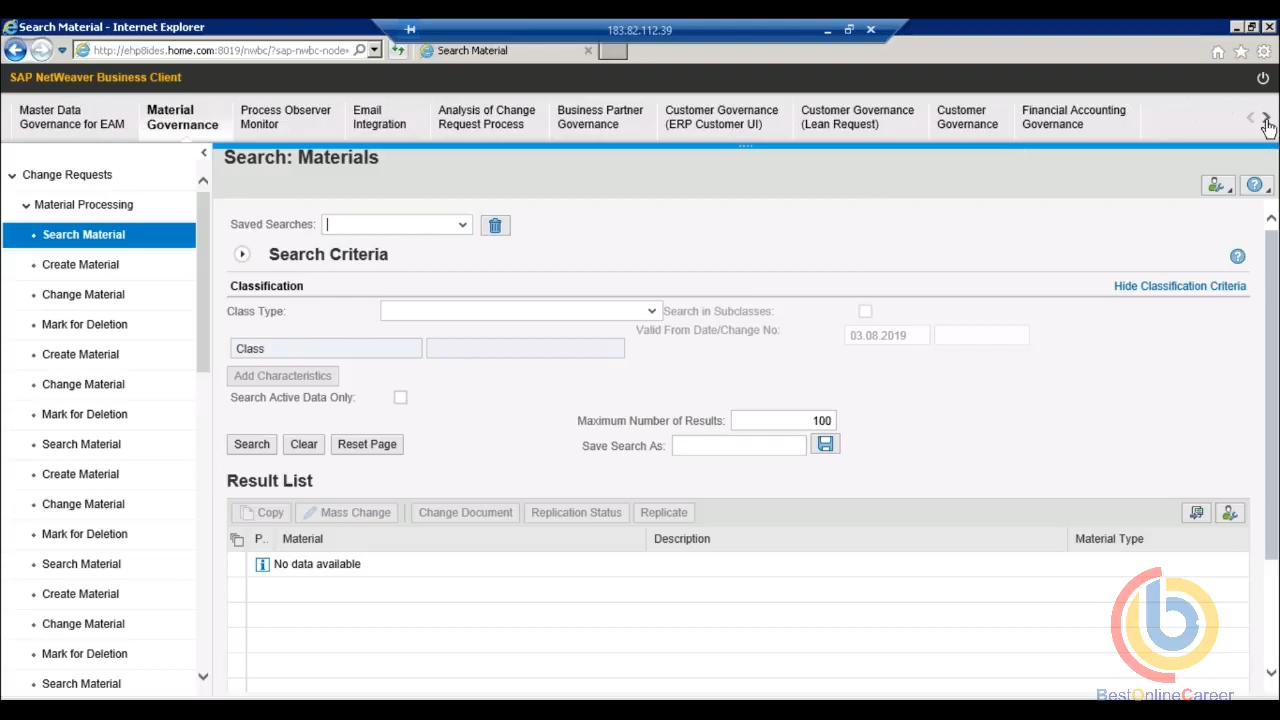 Search Material - Internet Explorer
183.82.112.39
http://ehp8ides.home.com:8019/nwbc/?sap-nwbc-node=
Search Material
SAP NetWeaver Business Client
Master Data
Governance for EAM
Material
Governance
Process Observer
Monitor
Email
Integration
Analysis of Change
Request Process
Business Partner
Governance
Customer Governance
(ERP Customer UI)
Customer Governance
(Lean Request)
Customer
Governance
Financial Accounting
Governance
Change Requests
Material Processing
Search Material
Create Material
Change Material
Mark for Deletion
Create Material
Change Material
Mark for Deletion
Search Material
Create Material
Change Material
Mark for Deletion
Search Material
Create Material
Change Material
Mark for Deletion
Search Material
Search: Materials
Saved Searches:
Search Criteria
Classification
Hide Classification Criteria
Class Type:
Search in Subclasses:
Valid From Date/Change No:
03.08.2019
Class
Add Characteristics
Search Active Data Only:
Maximum Number of Results: 100
Search Clear Reset Page
Save Search As:
Result List
Copy Mass Change Change Document Replication Status Replicate
P.. Material Description Material Type
No data available
BestOnlineCareer